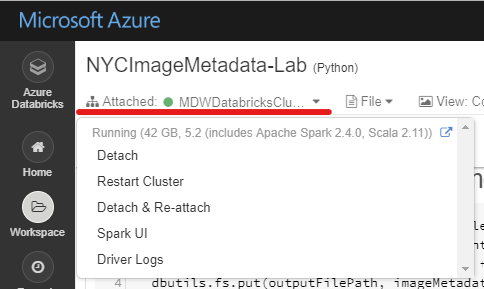 Microsoft Azure
Azure Databricks
NYCImageMetadata-Lab (Python)
Attached: MDWDatabricksClu... File View:
Running (42 GB, 5.2 (includes Apache Spark 2.4.0, Scala 2.11))
Detach
Home
Restart Cluster
Detach & Re-attach
Workspace
Spark UI
Driver Logs
4 dbutils.fs.put(outputFilePath, imageMetad